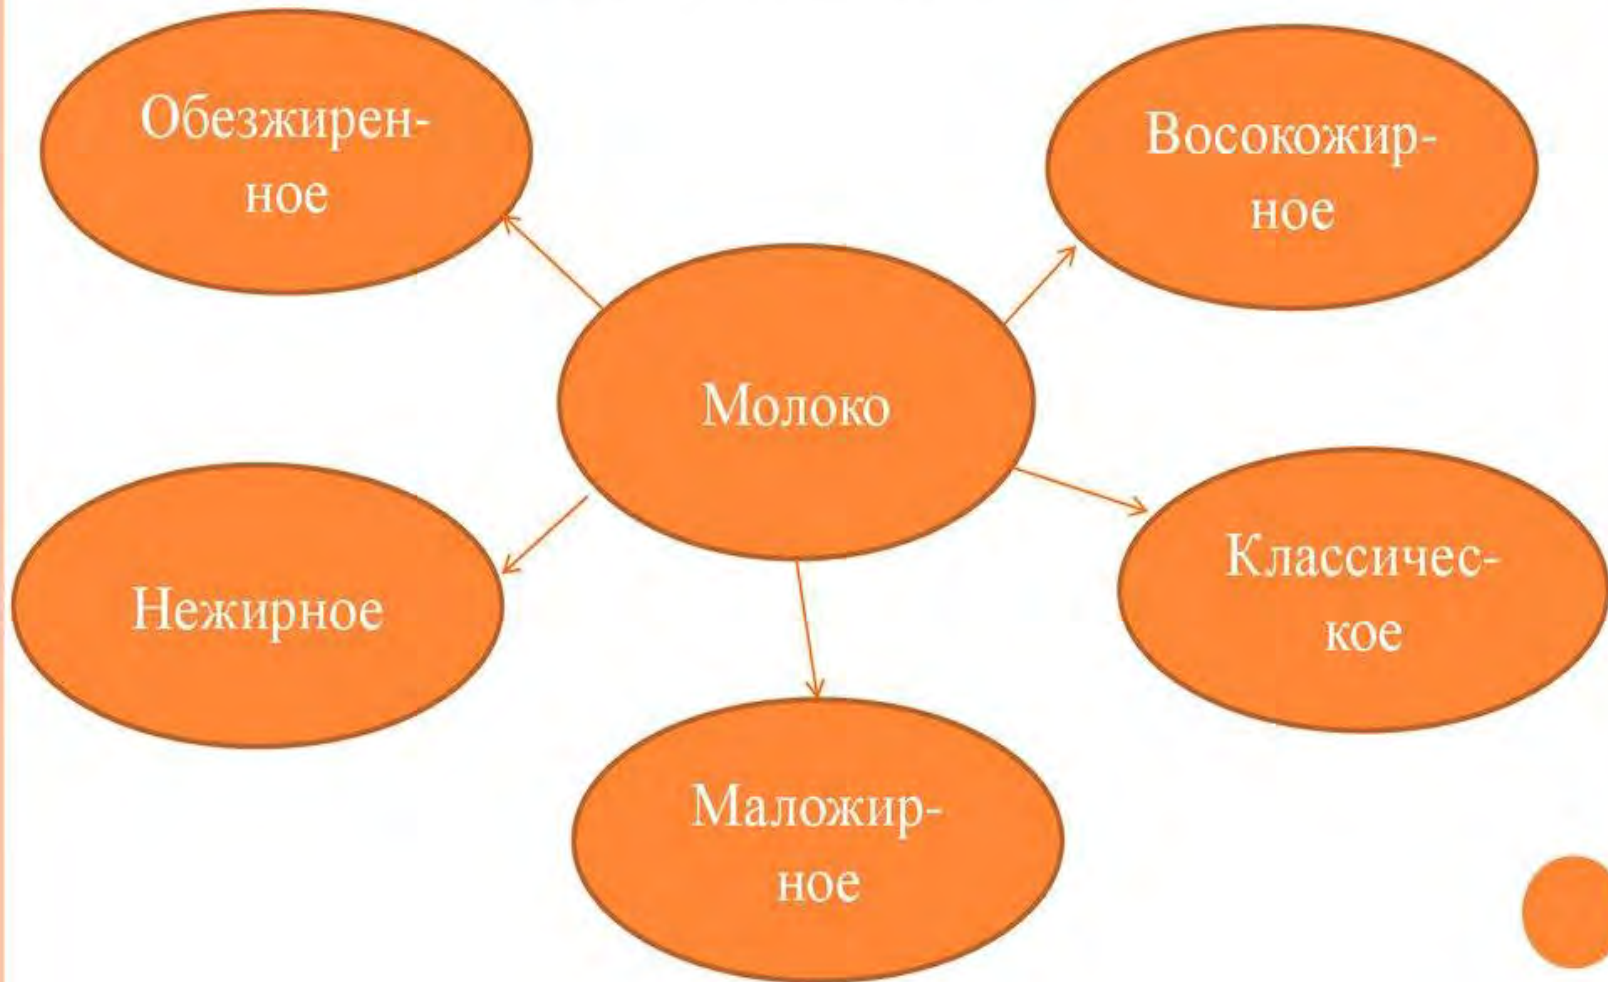 Обезжирен-
ное
Восокожир-
ное
Молоко
Нежирное
Классичес-
кое
Маложир-
ное